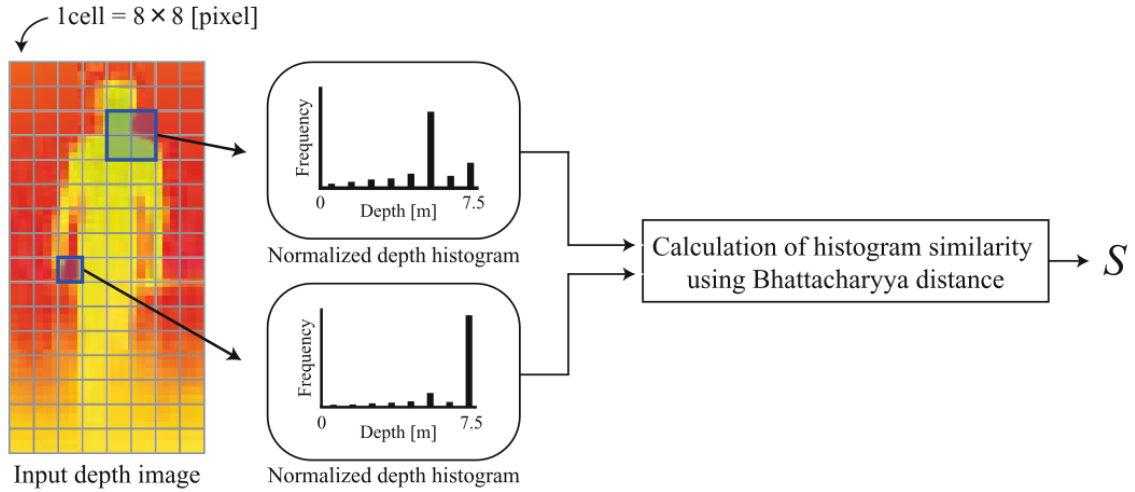 1cell = 8 × 8 [pixel]
Frequency
0
7.5
Depth [m]
Normalized depth histogram
Frequency
0
7.5
Depth [m]
Normalized depth histogram
Input depth image
Calculation of histogram similarity
using Bhattacharyya distance
S